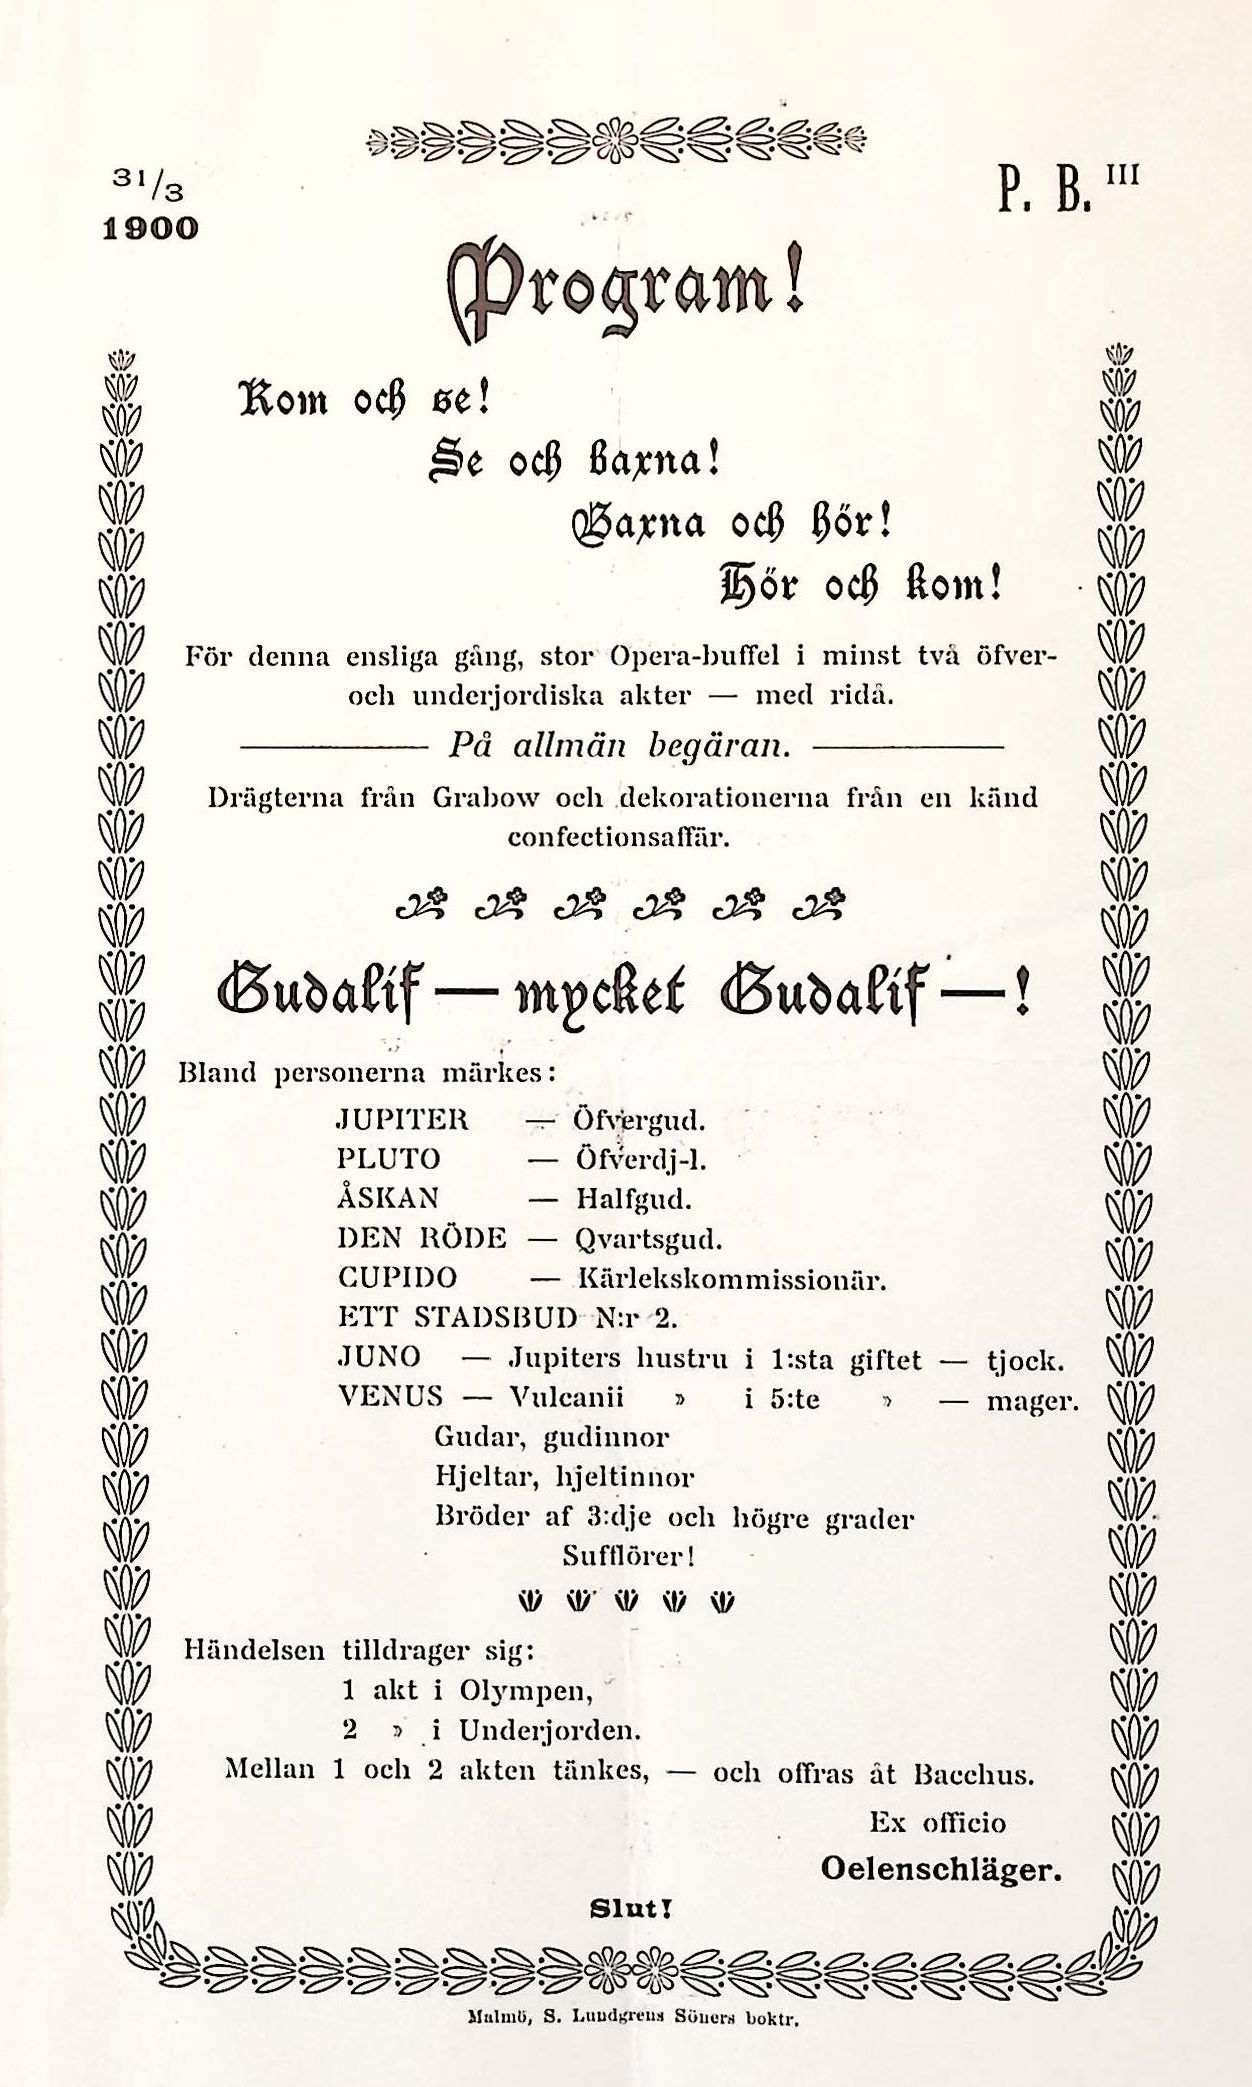 31/3
1900
P. B. III
Program!
Kom och se!
Se och baxna!
Baxna och hör!
Hör och kom!
För denna ensliga gång, stor Opera-buffel i minst två öfver-
och underjordiska akter — med ridå.
På allmän begäran.
Drägterna från Grabow och dekorationerna från en känd
confectionsaffär.
Gudalif — mycket Gudalif — !
Bland personerna märkes:
JUPITER — Öfvergud.
PLUTO — Öfverdj-l.
ÅSKAN — Halfgud.
DEN RÖDE — Qvartsgud.
CUPIDO — Kärlekskommissionär.
ETT STADSBUD N:r 2.
JUNO — Jupiters hustru i 1:sta giftet — tjock.
VENUS — Vulcanii » i 5:te » — mager.
Gudar, gudinnor
Hjeltar, hjeltinnor
Bröder af 3:dje och högre grader
Sufflörer!
Händelsen tilldrager sig:
1 akt i Olympen,
2 » i Underjorden.
Mellan 1 och 2 akten tänkes, — och offras åt Bacchus.
Ex officio
Oelenschläger.
Slut!
Malmö, S. Lundgrens Söners boktr.